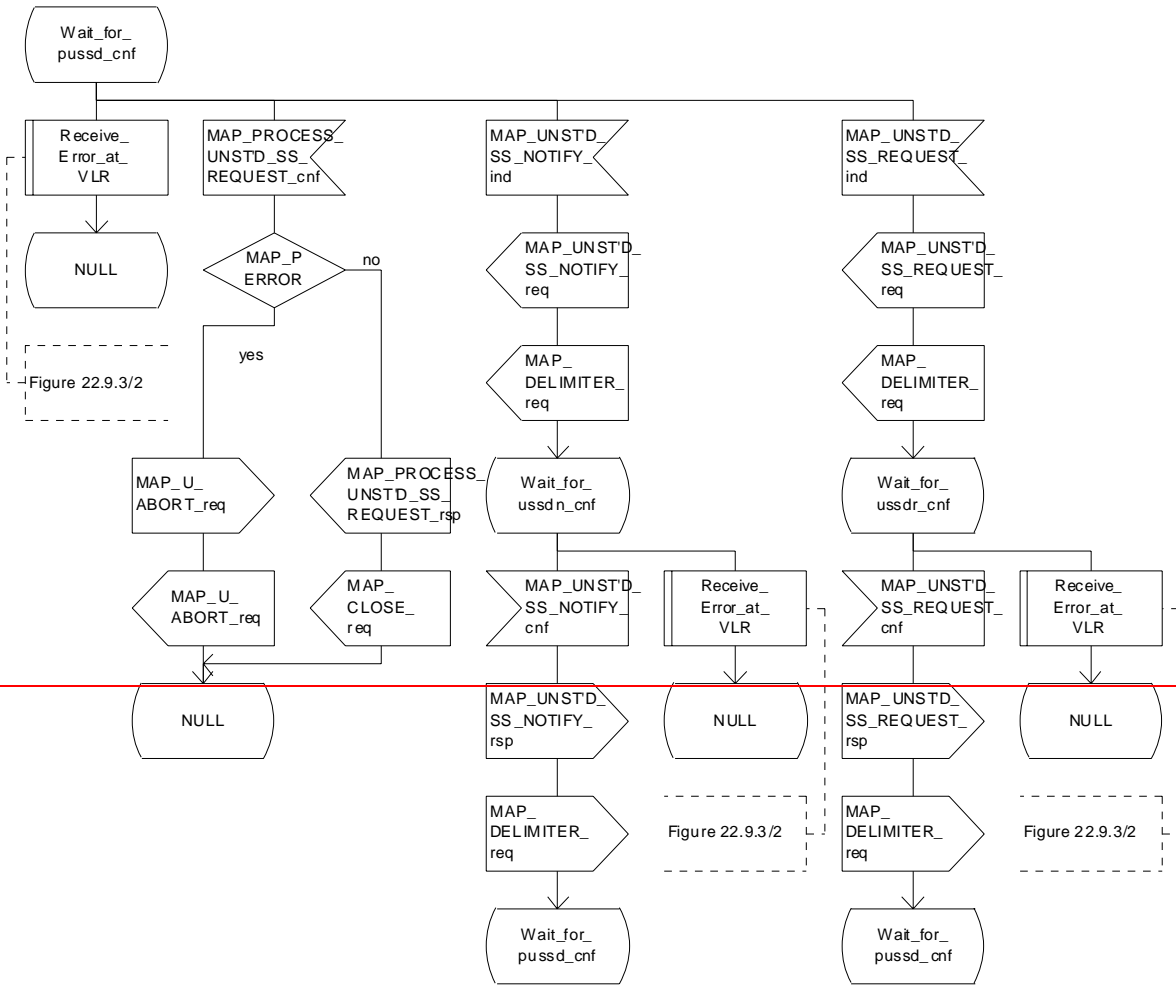 Wait_for_
pussd_cnf
Receive_
Error_at_
VLR
MAP_PROCESS_
UNST'D_SS_
REQUEST_cnf
MAP_UNST'D_
SS_NOTIFY_
ind
MAP_UNST'D_
SS_REQUEST_
ind
NULL
MAP_P
ERROR
no
yes
MAP_UNST'D_
SS_NOTIFY_
req
MAP_UNST'D_
SS_REQUEST_
req
Figure 22.9.3/2
MAP_
DELIMITER_
req
MAP_
DELIMITER_
req
MAP_U_
ABORT_req
MAP_PROCESS_
UNST'D_SS_
REQUEST_rsp
Wait_for_
ussdn_cnf
Wait_for_
ussdr_cnf
MAP_U_
ABORT_req
MAP_
CLOSE_
req
MAP_UNST'D_
SS_NOTIFY_
cnf
Receive_
Error_at_
VLR
MAP_UNST'D_
SS_REQUEST_
cnf
Receive_
Error_at_
VLR
NULL
MAP_UNST'D_
SS_NOTIFY_
rsp
NULL
MAP_UNST'D_
SS_REQUEST_
rsp
NULL
MAP_
DELIMITER_
req
Figure 22.9.3/2
MAP_
DELIMITER_
req
Figure 22.9.3/2
Wait_for_
pussd_cnf
Wait_for_
pussd_cnf